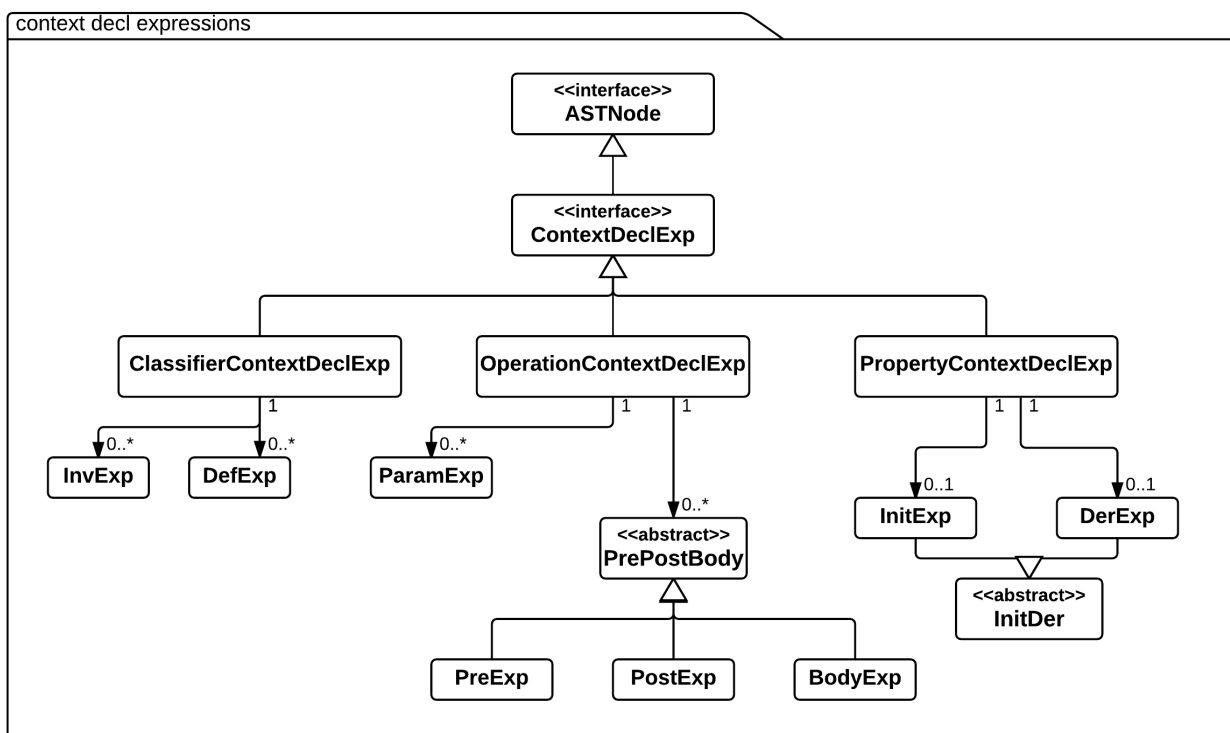 context decl expressions
<<interface>>
ASTNode
<<interface>>
ContextDeclExp
ClassifierContextDeclExp
OperationContextDeclExp
PropertyContextDeclExp
1
1
1
1
1
0..*
0..*
0..*
InvExp
DefExp
ParamExp
0..*
0..1
0..1
<<abstract>>
PrePostBody
InitExp
DerExp
<<abstract>>
InitDer
PreExp
PostExp
BodyExp